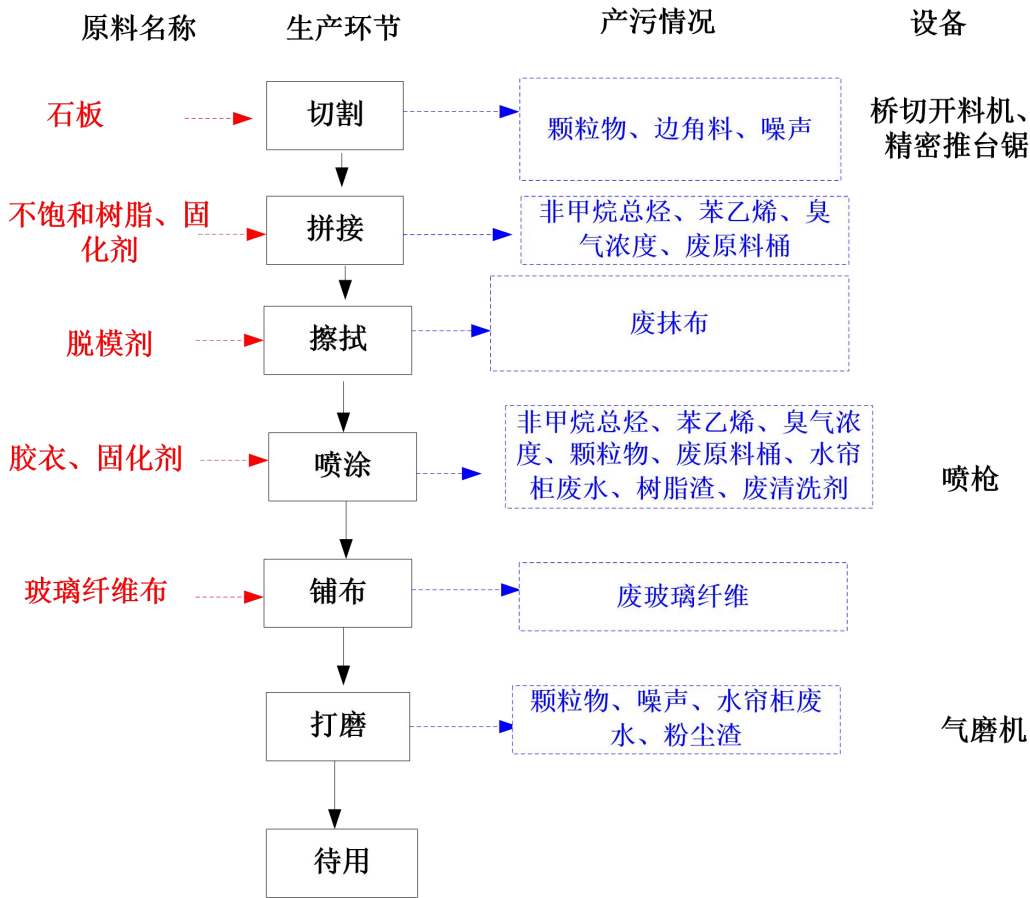 原料名称 生产环节 产污情况 设备
石板 切割 颗粒物、边角料、噪声 桥切开料机、
精密推台锯
不饱和树脂、固
化剂
拼接
非甲烷总烃、苯乙烯、臭
气浓度、废原料桶
脱模剂 擦拭 废抹布
胶衣、固化剂 喷涂
非甲烷总烃、苯乙烯、臭气浓
度、颗粒物、废原料桶、水帘
柜废水、树脂渣、废清洗剂
喷枪
玻璃纤维布 铺布 废玻璃纤维
打磨
颗粒物、噪声、水帘柜废
水、粉尘渣
气磨机
待用